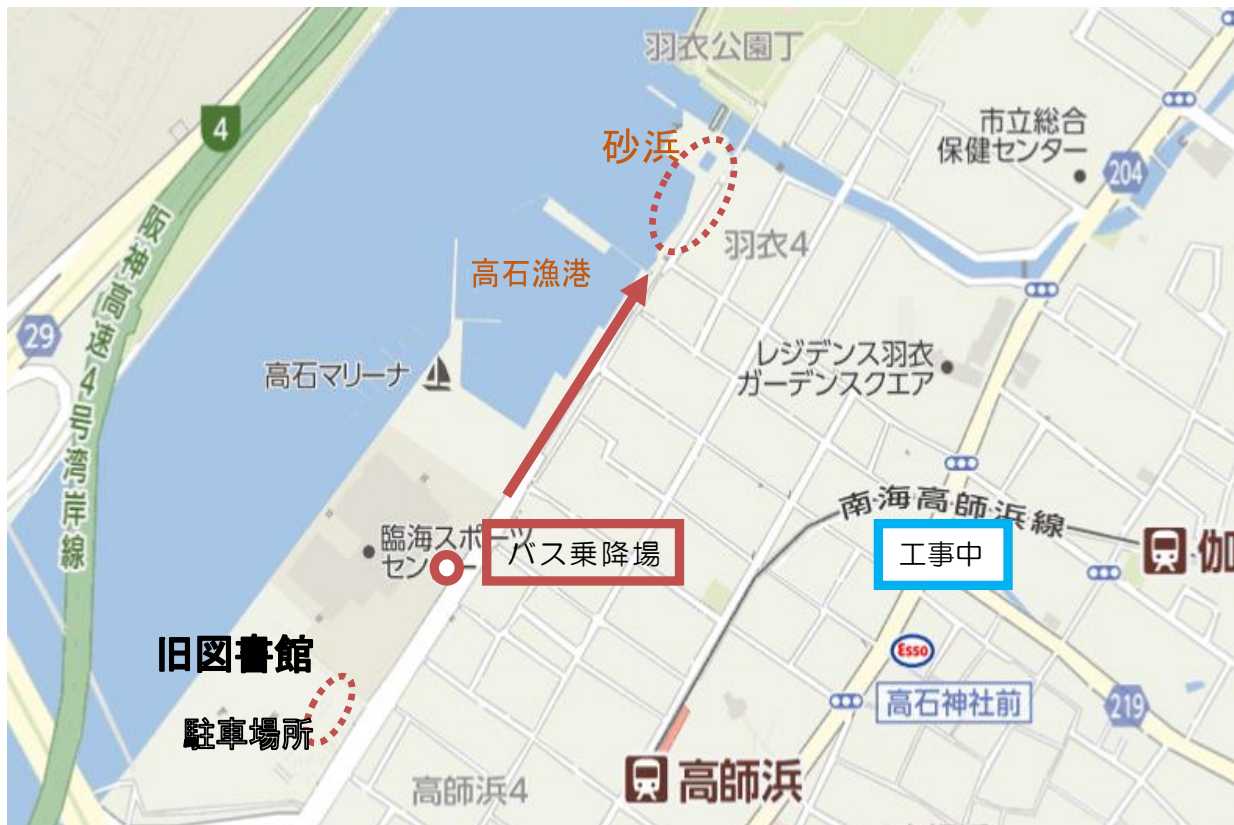 羽衣公園丁
市立総合
保健センター
4
砂浜
204
羽衣4
高石漁港
阪神高速4号湾岸線
29
レジデンス羽衣
ガーデンスクエア
高石マリーナ
南海高師浜線
臨海スポーツ
センター
バス乗降場
工事中
伽
旧図書館
Esso
高石神社前
219
駐車場所
高師浜4
高師浜